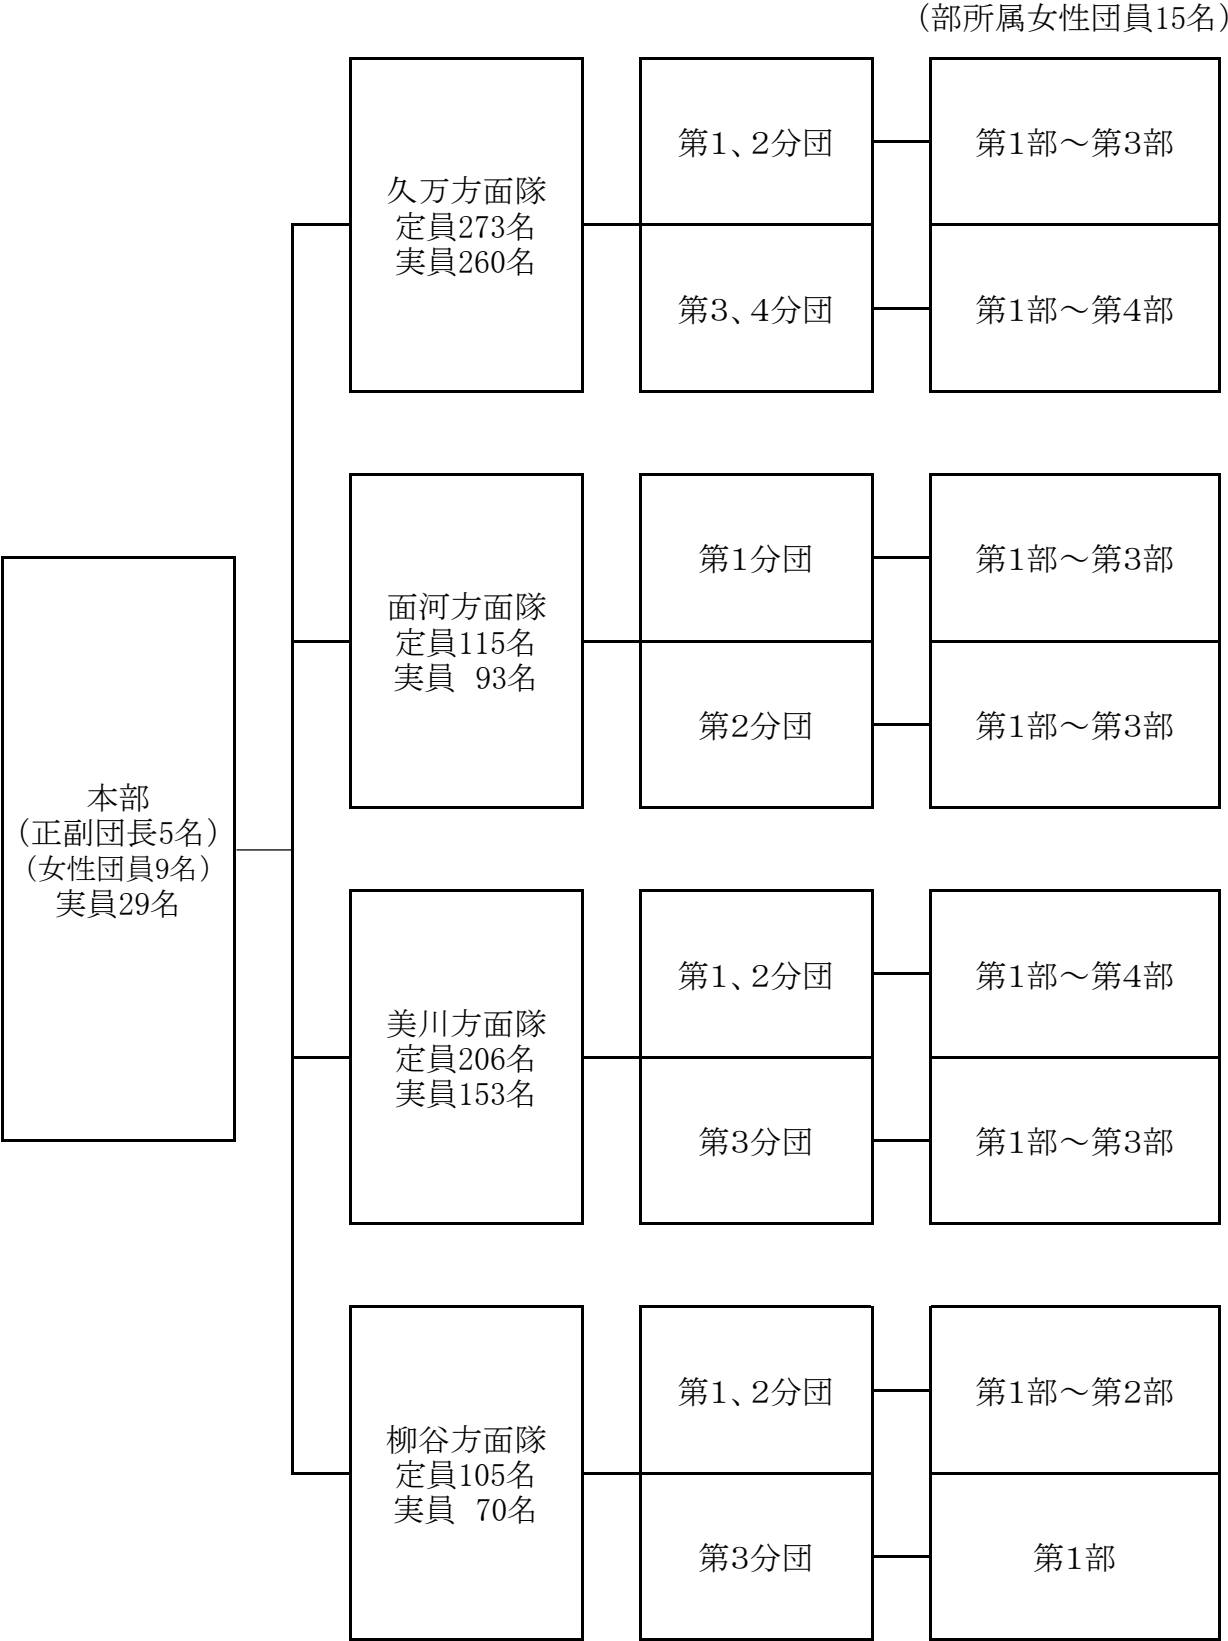 （部所属女性団員15名）
久万方面隊
定員273名
実員260名
第１、２分団
第１部～第３部
第３、４分団
第１部～第４部
面河方面隊
定員115名
実員　93名
第１分団
第１部～第３部
第２分団
第１部～第３部
本部
（正副団長5名）
（女性団員9名）
実員29名
美川方面隊
定員206名
実員153名
第１、２分団
第１部～第４部
第３分団
第１部～第３部
柳谷方面隊
定員105名
実員　70名
第１、２分団
第１部～第２部
第３分団
第１部